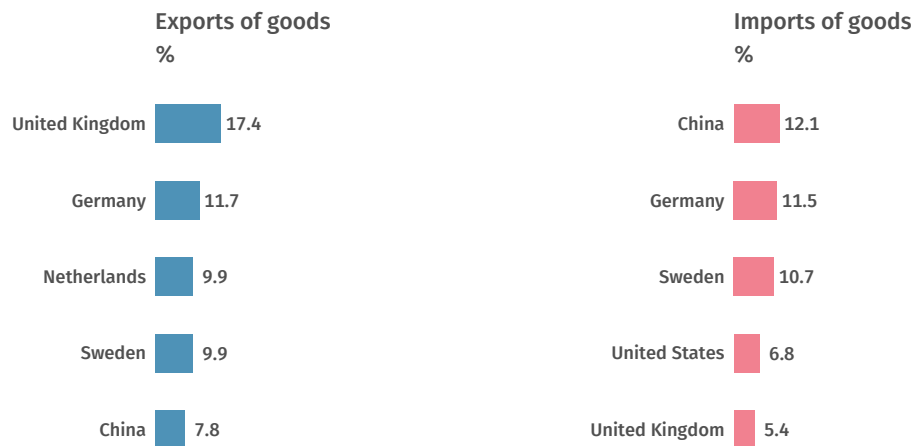 Exports of goods
%
United Kingdom 17.4
Germany 11.7
Netherlands 9.9
Sweden 9.9
China 7.8
Imports of goods
%
China 12.1
Germany 11.5
Sweden 10.7
United States 6.8
United Kingdom 5.4